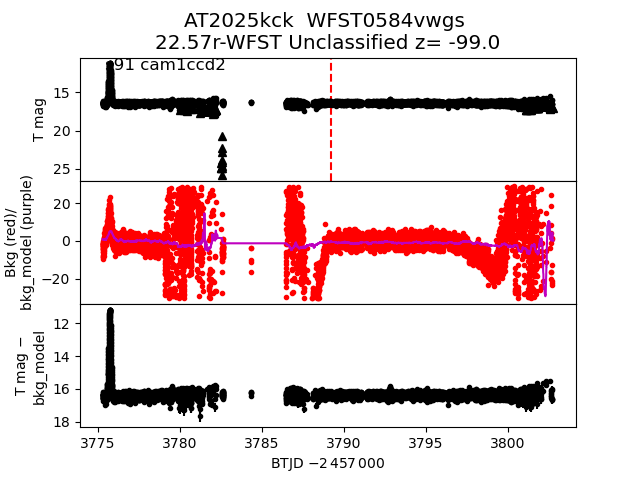 AT2025kck WFST0584vwgs
22.57r-WFST Unclassified z= -99.0
91 cam1ccd2
T mag
15
20
25
Bkg (red)/
bkg_model (purple)
20
0
−20
T mag −
bkg_model
12
14
16
18
3775 3780 3785 3790 3795 3800
BTJD −2 457 000